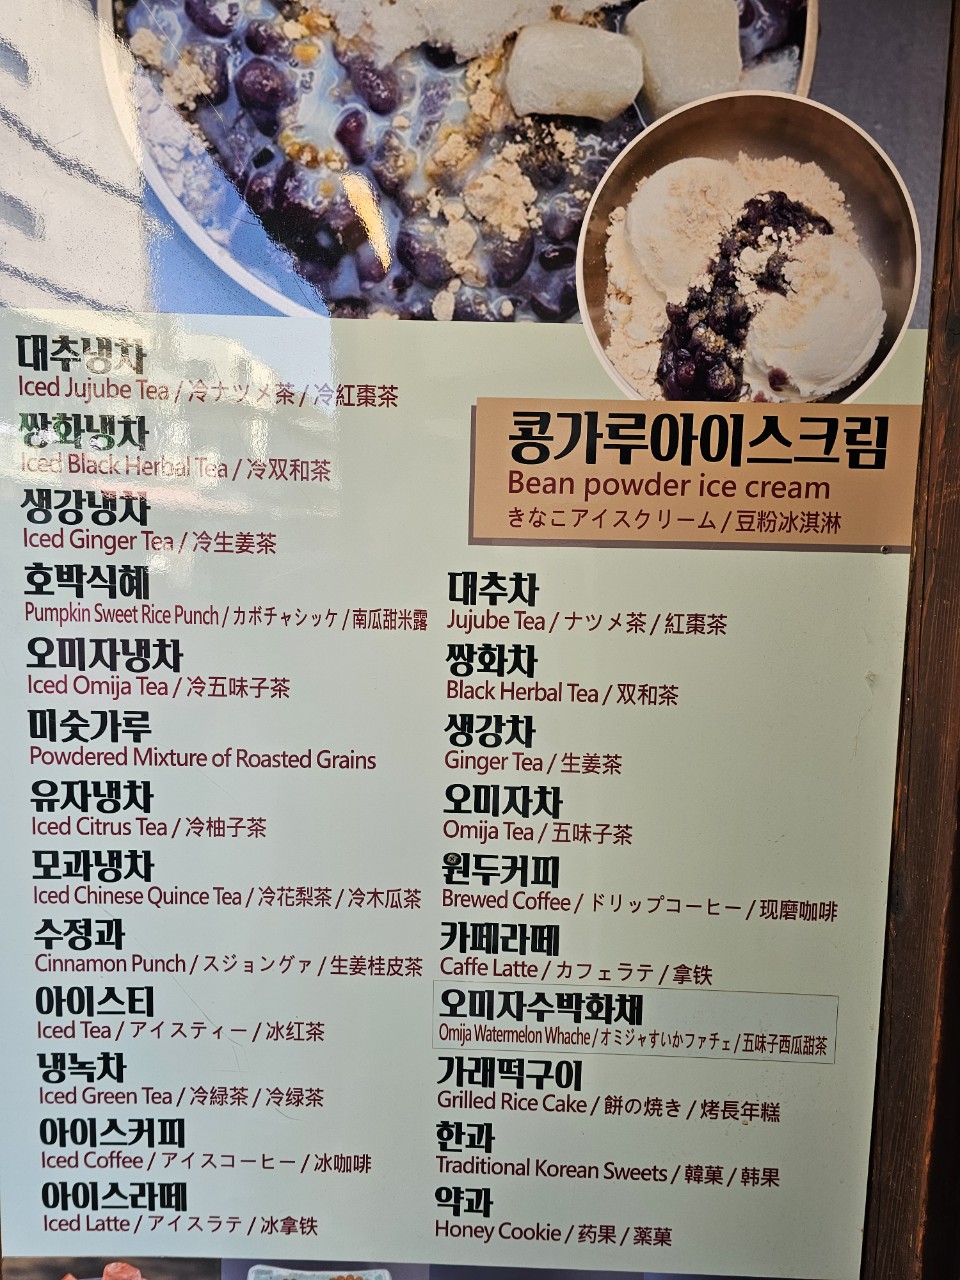 대추냉차
Iced Jujube Tea / 冷ナツメ茶 / 冷紅棗茶
쌍화냉차
Iced Black Herbal Tea / 冷双和茶
생강냉차
Iced Ginger Tea / 冷生姜茶
호박식혜
Pumpkin Sweet Rice Punch / カボチャシッケ / 南瓜甜米露
오미자냉차
Iced Omija Tea / 冷五味子茶
미숫가루
Powdered Mixture of Roasted Grains
유자냉차
Iced Citrus Tea / 冷柚子茶
모과냉차
Iced Chinese Quince Tea / 冷花梨茶 / 冷木瓜茶
수정과
Cinnamon Punch / スジョングァ / 生姜桂皮茶
아이스티
Iced Tea / アイスティー / 冰红茶
냉녹차
Iced Green Tea / 冷緑茶 / 冷绿茶
아이스커피
Iced Coffee / アイスコーヒー / 冰咖啡
아이스라떼
Iced Latte / アイスラテ / 冰拿铁
콩가루아이스크림
Bean powder ice cream
きなこアイスクリーム / 豆粉冰淇淋
대추차
Jujube Tea / ナツメ茶 / 紅棗茶
쌍화차
Black Herbal Tea / 双和茶
생강차
Ginger Tea / 生姜茶
오미자차
Omija Tea / 五味子茶
원두커피
Brewed Coffee / ドリップコーヒー / 现磨咖啡
카페라떼
Caffe Latte / カフェラテ / 拿铁
오미자수박화채
Omija Watermelon Whache / オミジャすいかファチェ / 五味子西瓜甜茶
가래떡구이
Grilled Rice Cake / 餅の焼き / 烤長年糕
한과
Traditional Korean Sweets / 韓菓 / 韩果
약과
Honey Cookie / 药果 / 薬菓